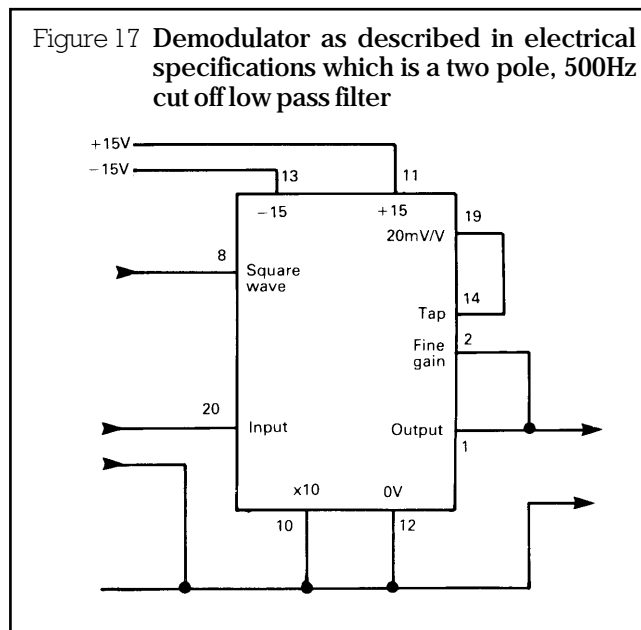 Figure 17 Demodulator as described in electrical
specifications which is a two pole, 500Hz
cut off low pass filter
+15V
−15V
13
11
−15
+15
19
20mV/V
8
Square
wave
14
Tap
2
Fine
gain
20
Input
Output
1
x10
0V
10
12